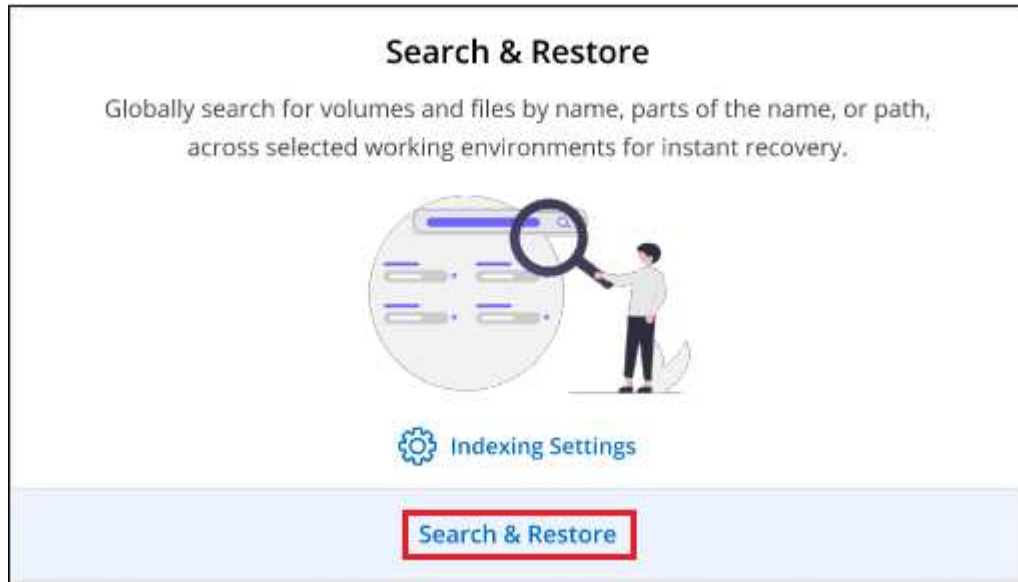 Search & Restore
Globally search for volumes and files by name, parts of the name, or path,
across selected working environments for instant recovery.
Indexing Settings
Search & Restore